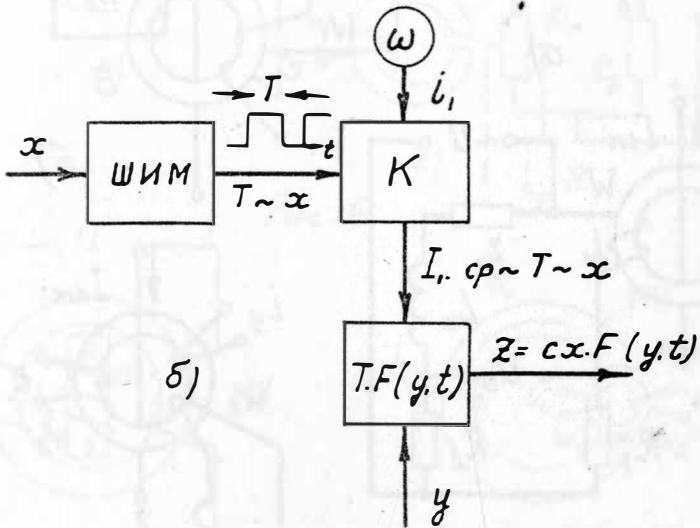 ω
i₁
T
t
x
ШИМ
T ~ x
К
I₁. ср ~ T ~ x
б)
T.F(y,t)
z = cx.F(y,t)
y